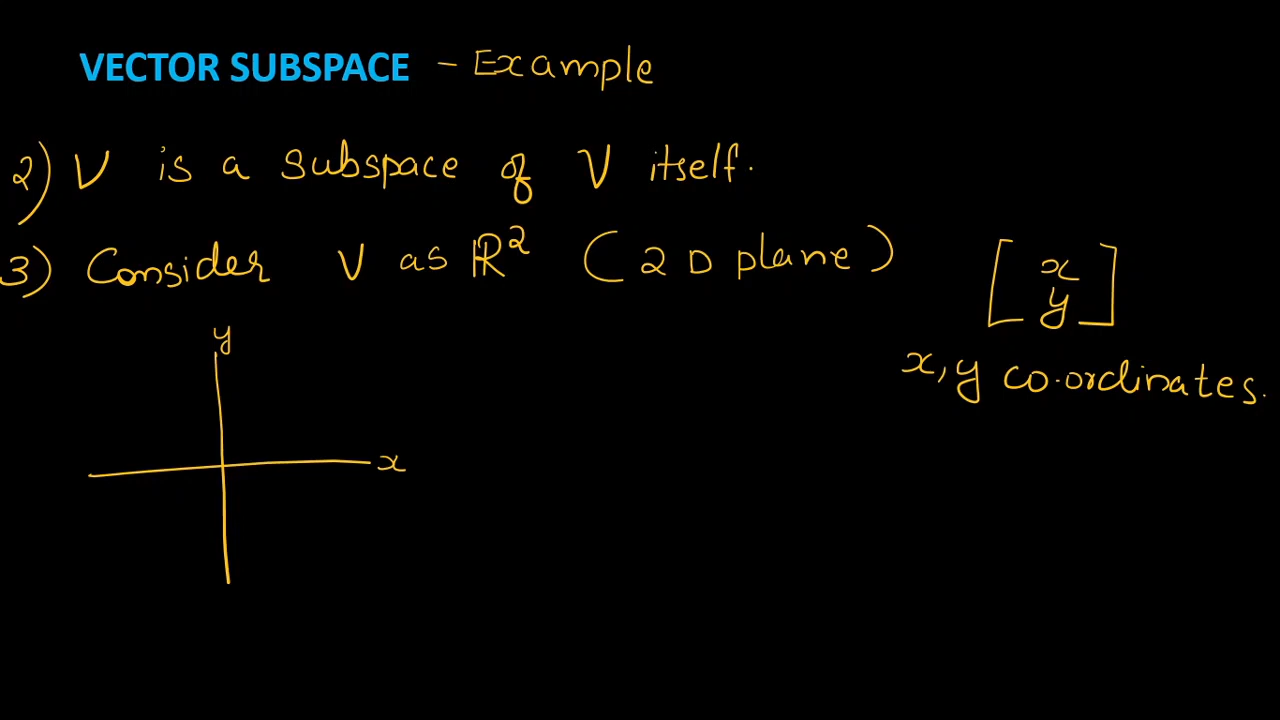 VECTOR SUBSPACE - Example
2) V is a subspace of V itself.
3) Consider V as ℝ² (2D plane)
[x
y]
x, y co-ordinates.
y
x